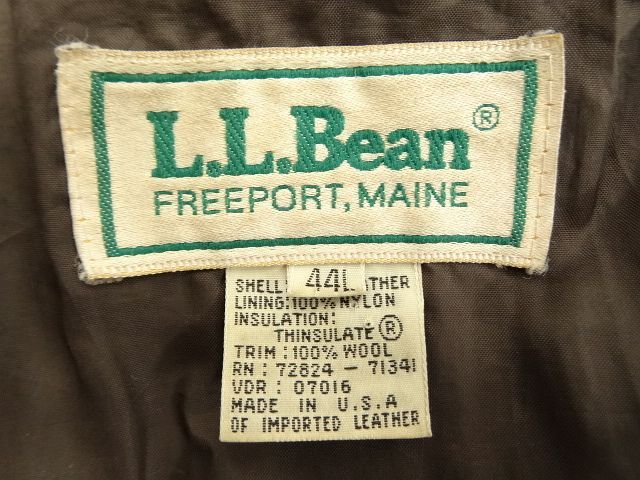 L.L.Bean®
FREEPORT, MAINE
44L
SHELL: ATHER
LINING:100% NYLON
INSULATION:
THINSULATE®
TRIM:100% WOOL
RN: 72824 - 71341
VDR: 07016
MADE IN U.S.A
OF IMPORTED LEATHER